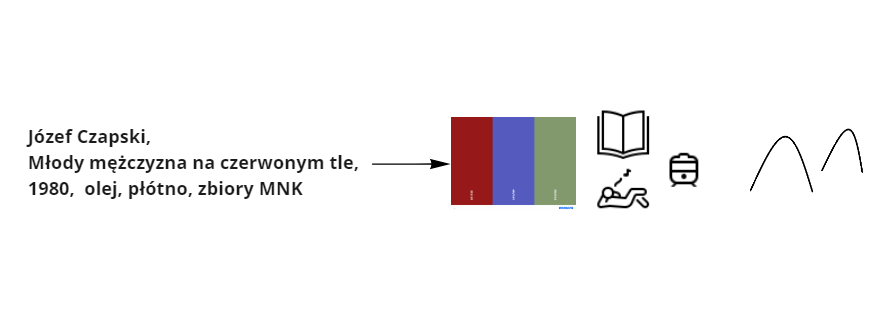 Józef Czapski,
Młody mężczyzna na czerwonym tle,
1980,  olej, płótno, zbiory MNK